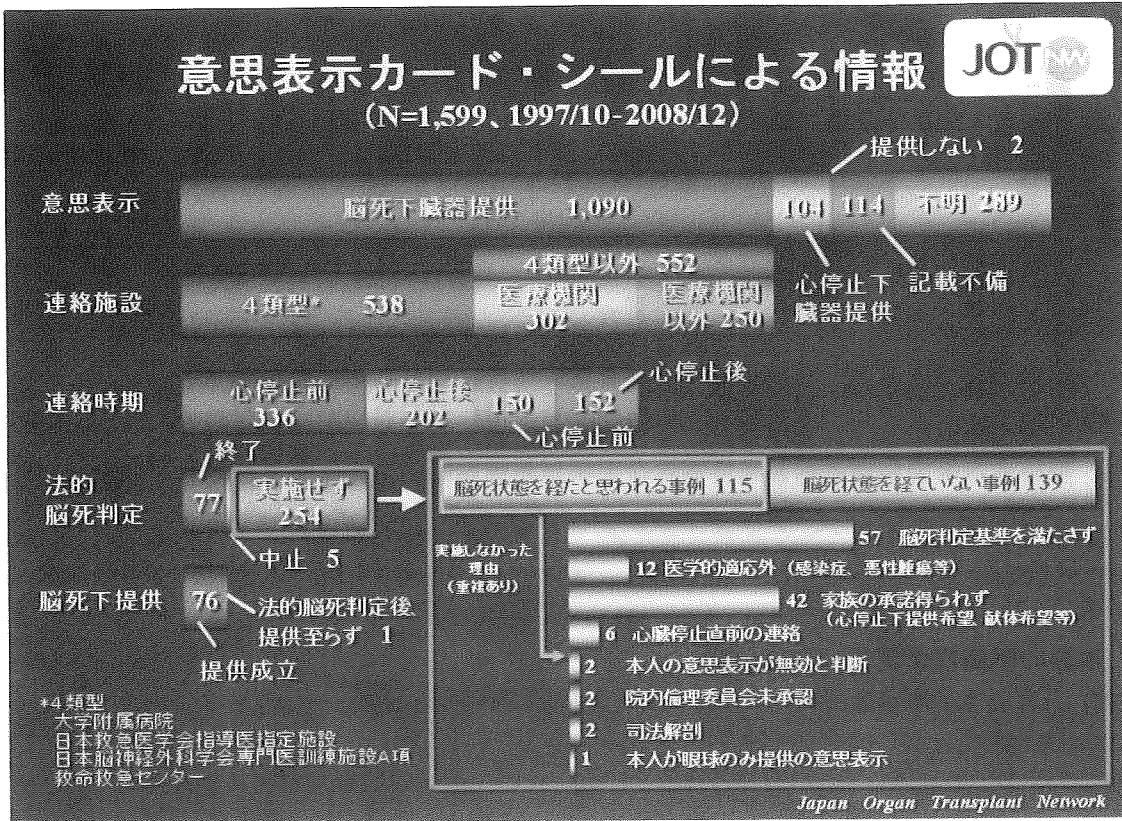 意思表示カード・シールによる情報
JOT NW
(N=1,599、1997/10-2008/12)
提供しない 2
意思表示
脳死下臓器提供 1,090
104
114
不明 289
心停止下
臓器提供
記載不備
4類型以外 552
連絡施設
4類型* 538
医療機関
302
医療機関
以外 250
連絡時期
心停止前
336
心停止後
202
150
152
心停止後
心停止前
終了
法的
脳死判定
77
実施せず
254
中止 5
脳死状態を経たと思われる事例 115
脳死状態を経ていない事例 139
実施しなかった
理由
(重複あり)
57 脳死判定基準を満たさず
12 医学的適応外 (感染症、悪性腫瘍等)
42 家族の承諾得られず
(心停止下提供希望、献体希望等)
6 心臓停止直前の連絡
2 本人の意思表示が無効と判断
2 院内倫理委員会未承認
2 司法解剖
1 本人が眼球のみ提供の意思表示
脳死下提供
76
法的脳死判定後、
提供至らず 1
提供成立
*4類型
大学附属病院
日本救急医学会指導医指定施設
日本脳神経外科学会専門医訓練施設A項
救命救急センター
Japan Organ Transplant Network